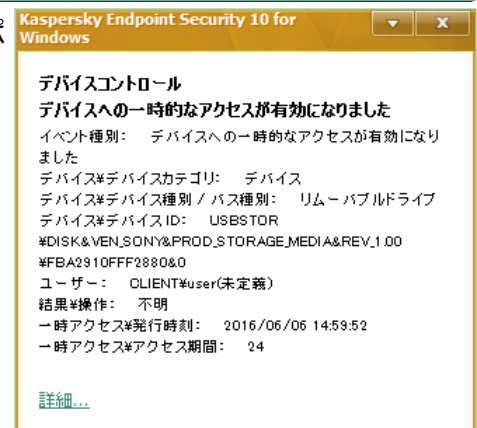 Kaspersky Endpoint Security 10 for
Windows
デバイスコントロール
デバイスへの一時的なアクセスが有効になりました
イベント種別: デバイスへの一時的なアクセスが有効になり
ました
デバイス¥デバイスカテゴリ: デバイス
デバイス¥デバイス種別 / バス種別: リムーバブルドライブ
デバイス¥デバイス ID: USBSTOR
¥DISK&VEN_SONY&PROD_STORAGE_MEDIA&REV_1.00
¥FBA2910FFF2880&0
ユーザー: CLIENT¥user(未定義)
結果¥操作: 不明
一時アクセス¥発行時刻: 2016/06/06 14:59:52
一時アクセス¥アクセス期間: 24
詳細...